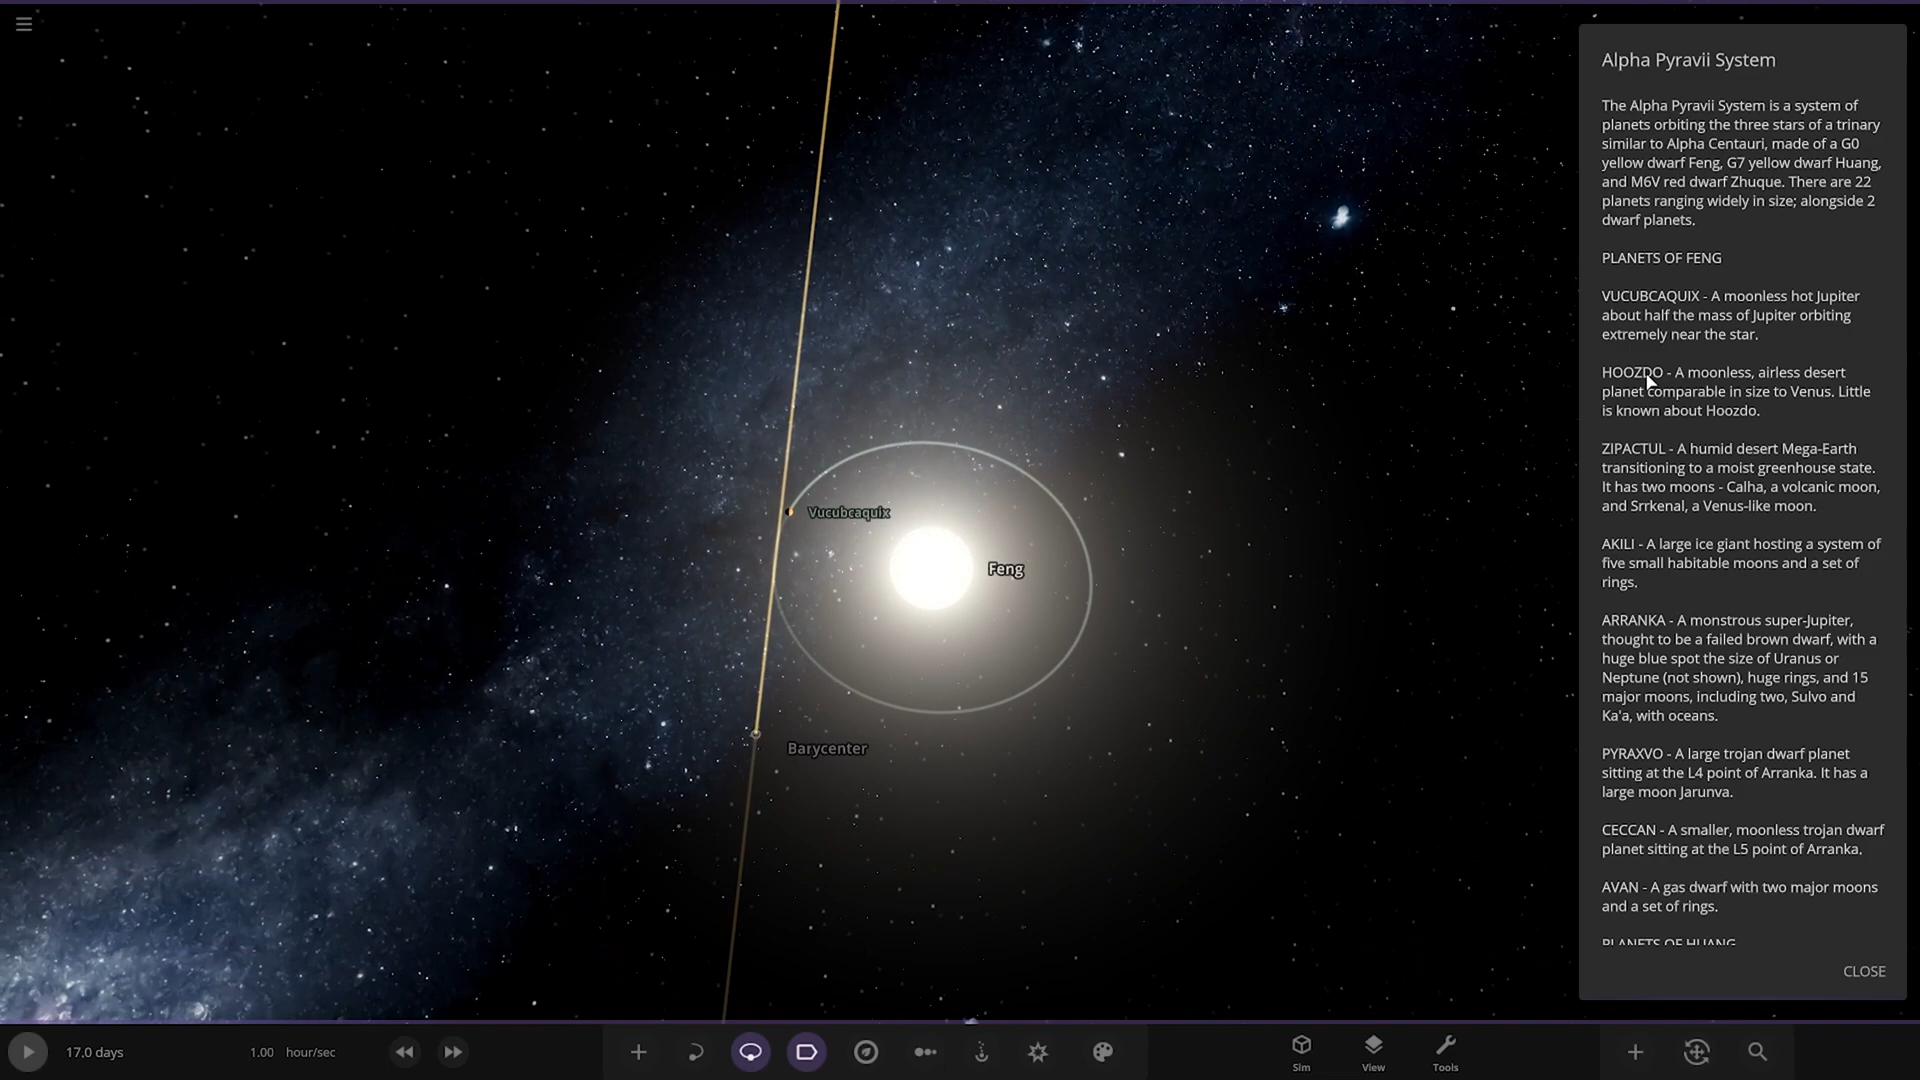 Alpha Pyravii System
The Alpha Pyravii System is a system of
planets orbiting the three stars of a trinary
similar to Alpha Centauri, made of a G0
yellow dwarf Feng, G7 yellow dwarf Huang,
and M6V red dwarf Zhuque. There are 22
planets ranging widely in size; alongside 2
dwarf planets.
PLANETS OF FENG
VUCUBCAQUIX - A moonless hot Jupiter
about half the mass of Jupiter orbiting
extremely near the star.
HOOZDO - A moonless, airless desert
planet comparable in size to Venus. Little
is known about Hoozdo.
ZIPACTUL - A humid desert Mega-Earth
transitioning to a moist greenhouse state.
It has two moons - Calha, a volcanic moon,
and Srrkenal, a Venus-like moon.
AKILI - A large ice giant hosting a system of
five small habitable moons and a set of
rings.
ARRANKA - A monstrous super-Jupiter,
thought to be a failed brown dwarf, with a
huge blue spot the size of Uranus or
Neptune (not shown), huge rings, and 15
major moons, including two, Sulvo and
Ka'a, with oceans.
PYRAXVO - A large trojan dwarf planet
sitting at the L4 point of Arranka. It has a
large moon Jarunva.
CECCAN - A smaller, moonless trojan dwarf
planet sitting at the L5 point of Arranka.
AVAN - A gas dwarf with two major moons
and a set of rings.
PLANETS OF HUANG
CLOSE
Vucubcaquix
Feng
Barycenter
17.0 days
1.00 hour/sec
Sim
View
Tools